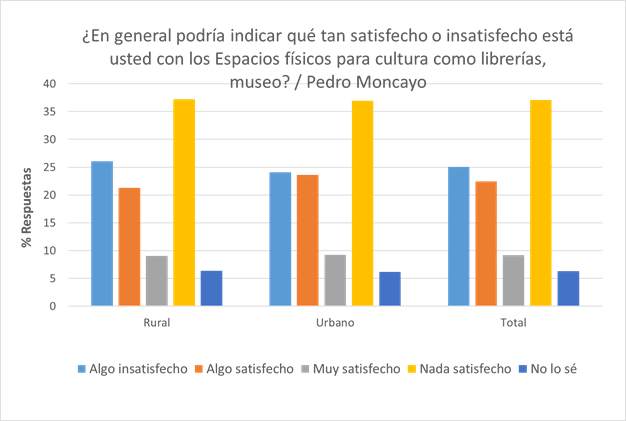 ¿En general podría indicar qué tan satisfecho o insatisfecho está
usted con los Espacios físicos para cultura como librerías,
museo? / Pedro Moncayo
40
35
30
25
20
15
10
5
0
% Respuestas
Rural Urbano Total
Algo insatisfecho Algo satisfecho Muy satisfecho Nada satisfecho No lo sé